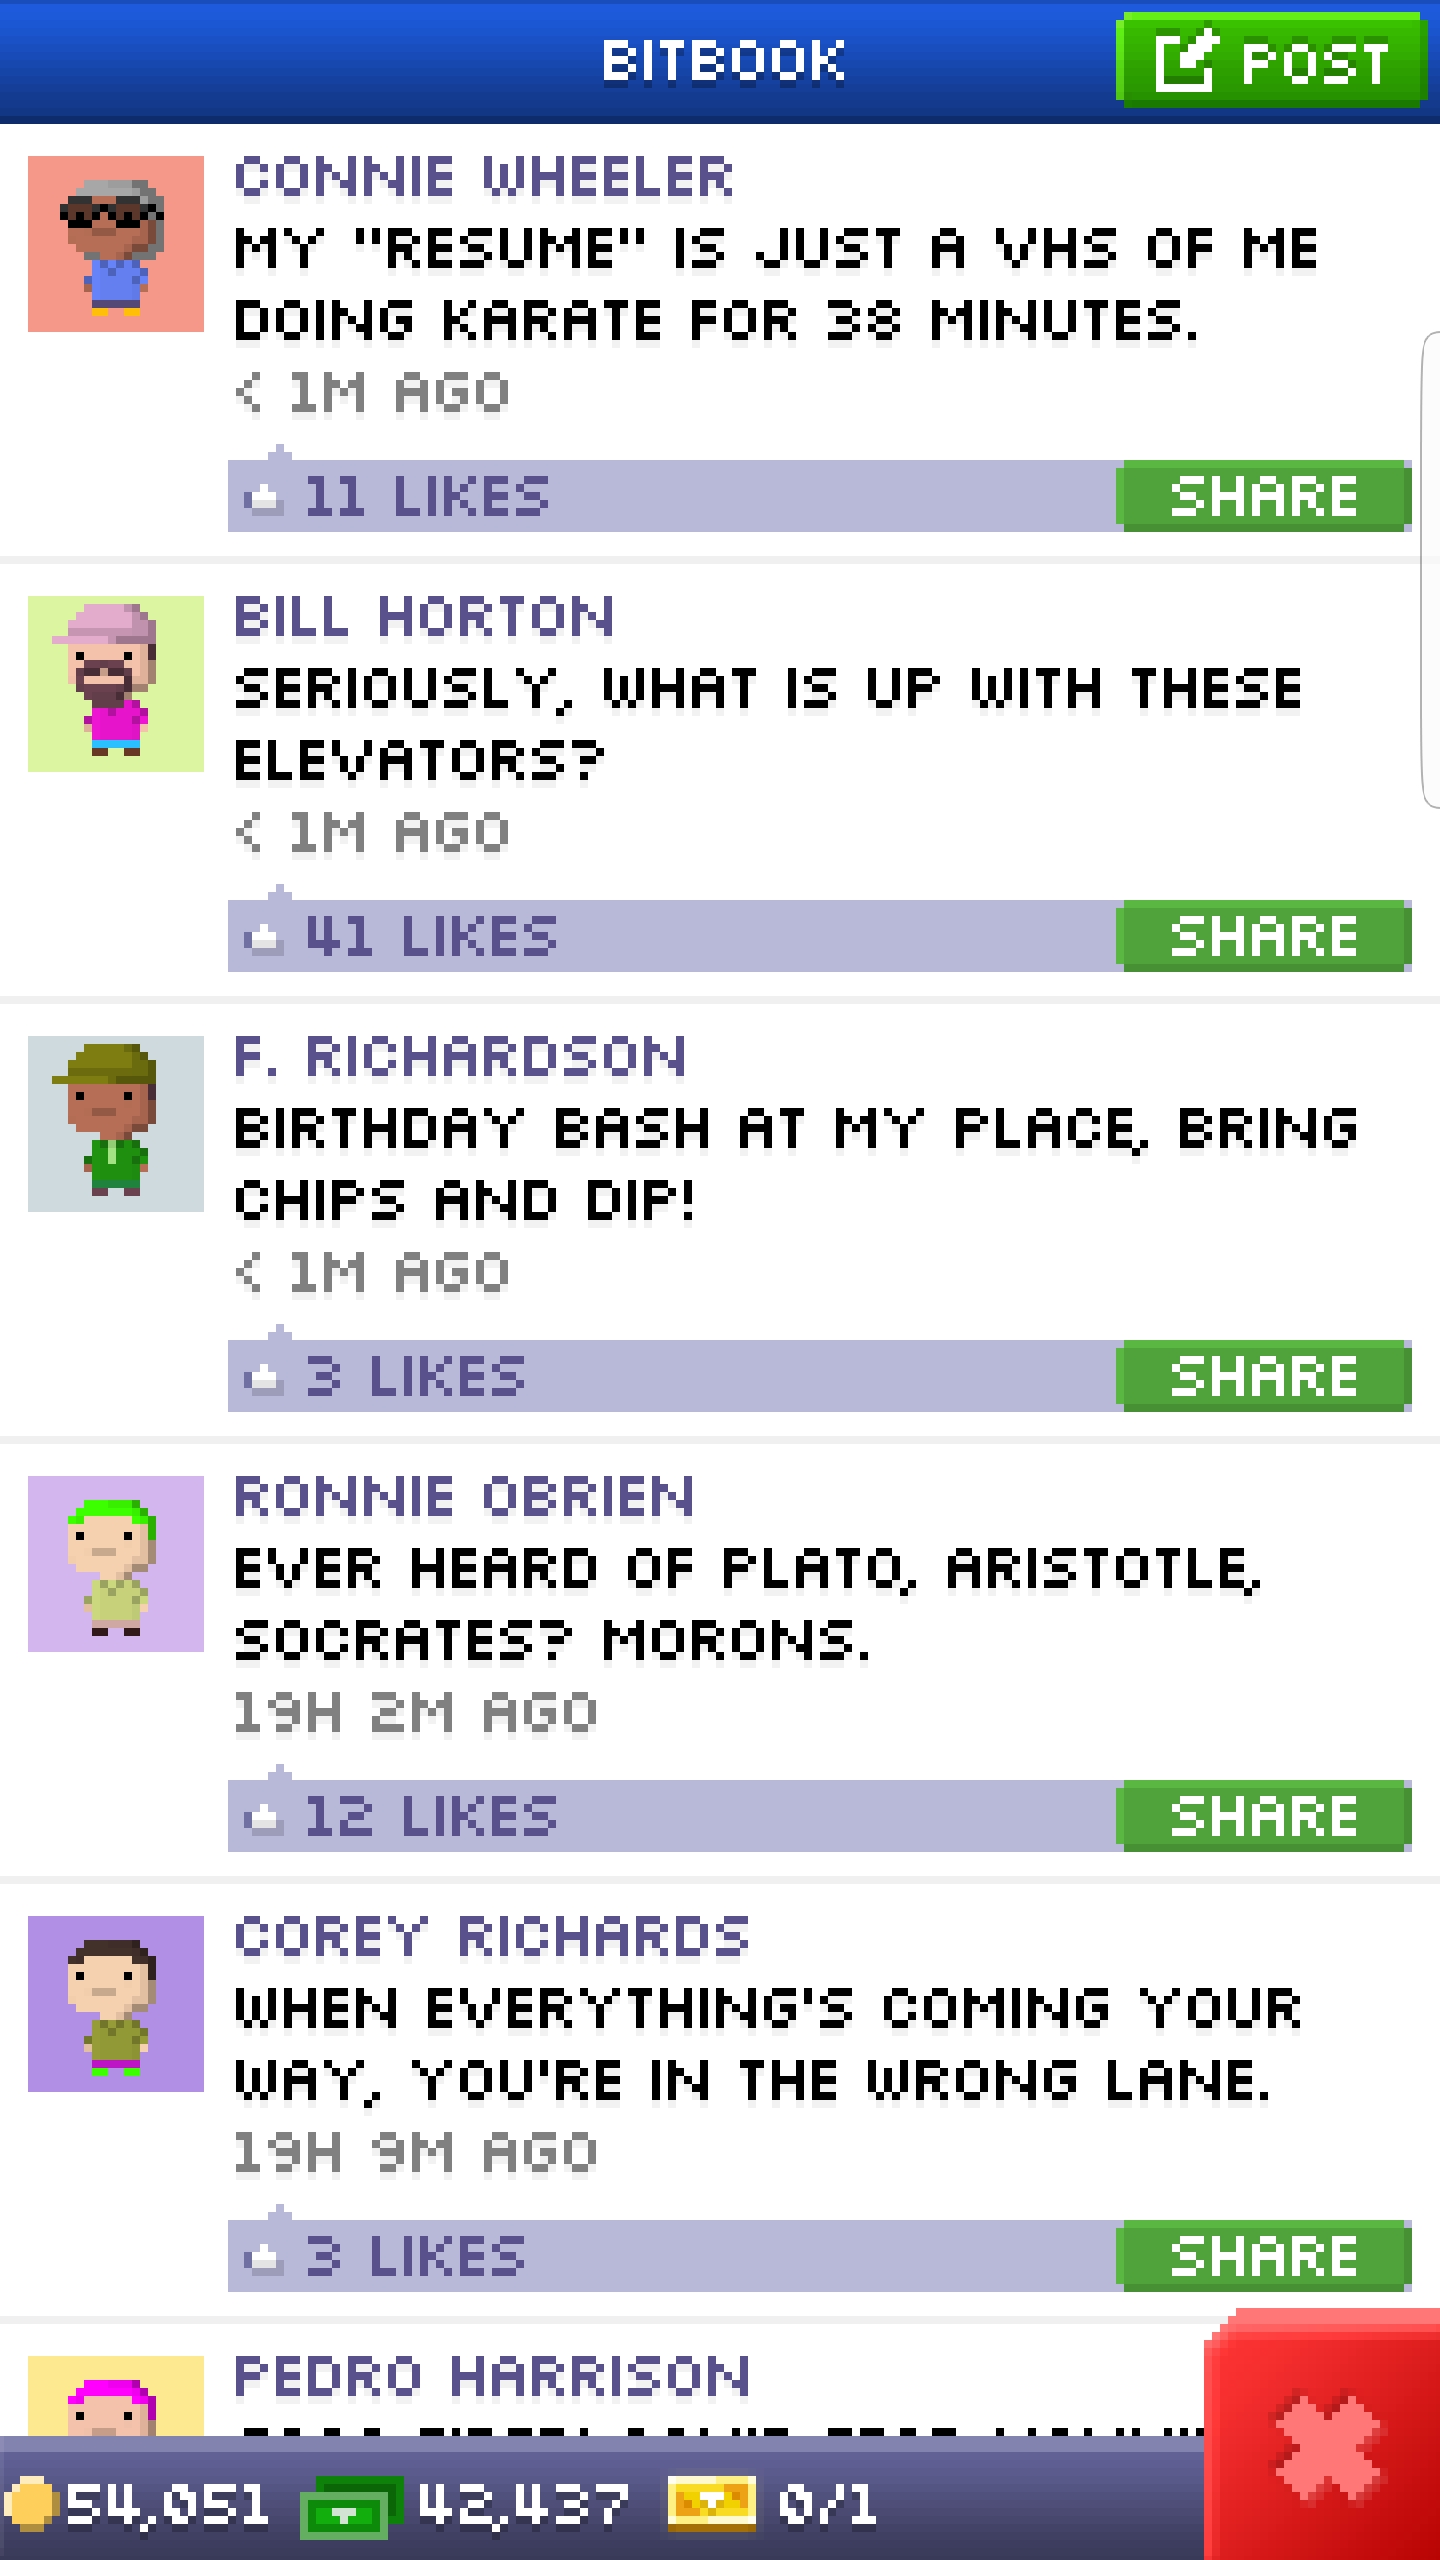 BITBOOK
POST
CONNIE WHEELER
MY "RESUME" IS JUST A VHS OF ME
DOING KARATE FOR 38 MINUTES.
< 1M AGO
11 LIKES
SHARE
BILL HORTON
SERIOUSLY, WHAT IS UP WITH THESE
ELEVATORS?
< 1M AGO
41 LIKES
SHARE
F. RICHARDSON
BIRTHDAY BASH AT MY PLACE, BRING
CHIPS AND DIP!
< 1M AGO
3 LIKES
SHARE
RONNIE OBRIEN
EVER HEARD OF PLATO, ARISTOTLE,
SOCRATES? MORONS.
19H 2M AGO
12 LIKES
SHARE
COREY RICHARDS
WHEN EVERYTHING'S COMING YOUR
WAY, YOU'RE IN THE WRONG LANE.
19H 9M AGO
3 LIKES
SHARE
PEDRO HARRISON
54,051
42,437
0/1